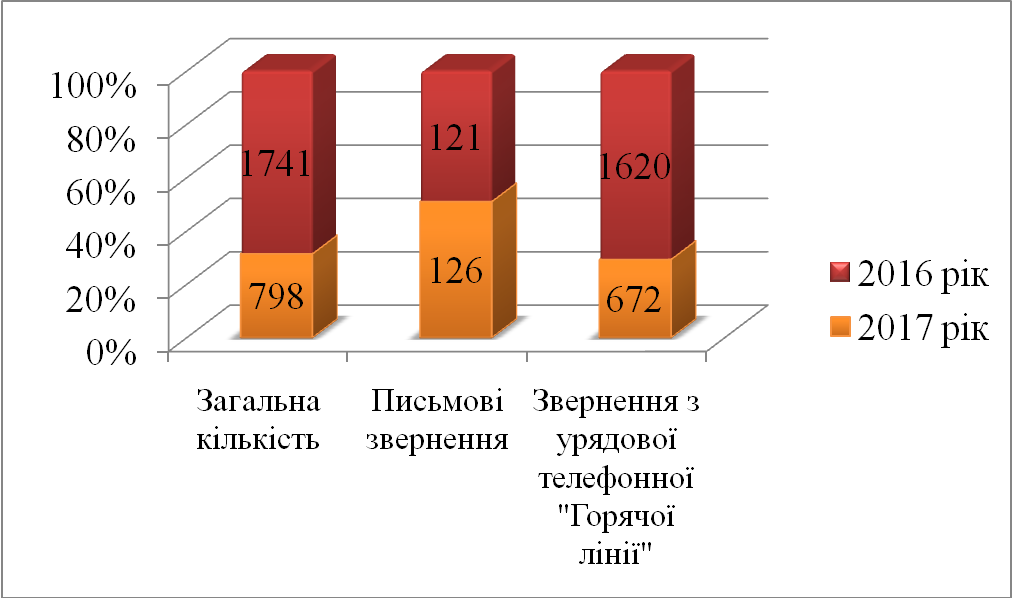 100%
80%
60%
40%
20%
0%
1741
121
1620
798
126
672
2016 рік
2017 рік
Загальна
кількість
Письмові
звернення
Звернення з
урядової
телефонної
"Горячої
лінії"